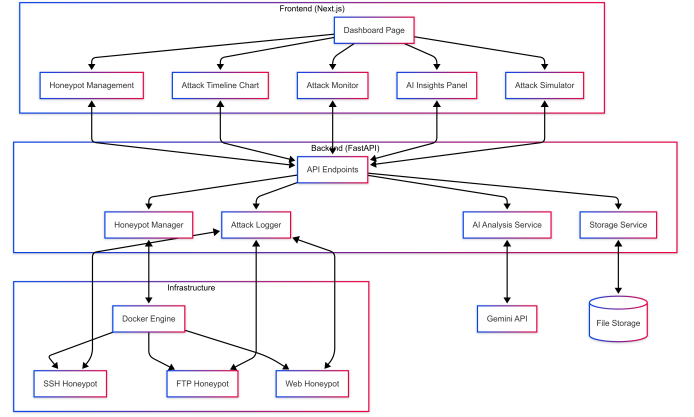 Frontend (Next.js)
Dashboard Page
Honeypot Management
Attack Timeline Chart
Attack Monitor
AI Insights Panel
Attack Simulator
Backend (FastAPI)
API Endpoints
Honeypot Manager
Attack Logger
AI Analysis Service
Storage Service
Infrastructure
Docker Engine
Gemini API
File Storage
SSH Honeypot
FTP Honeypot
Web Honeypot